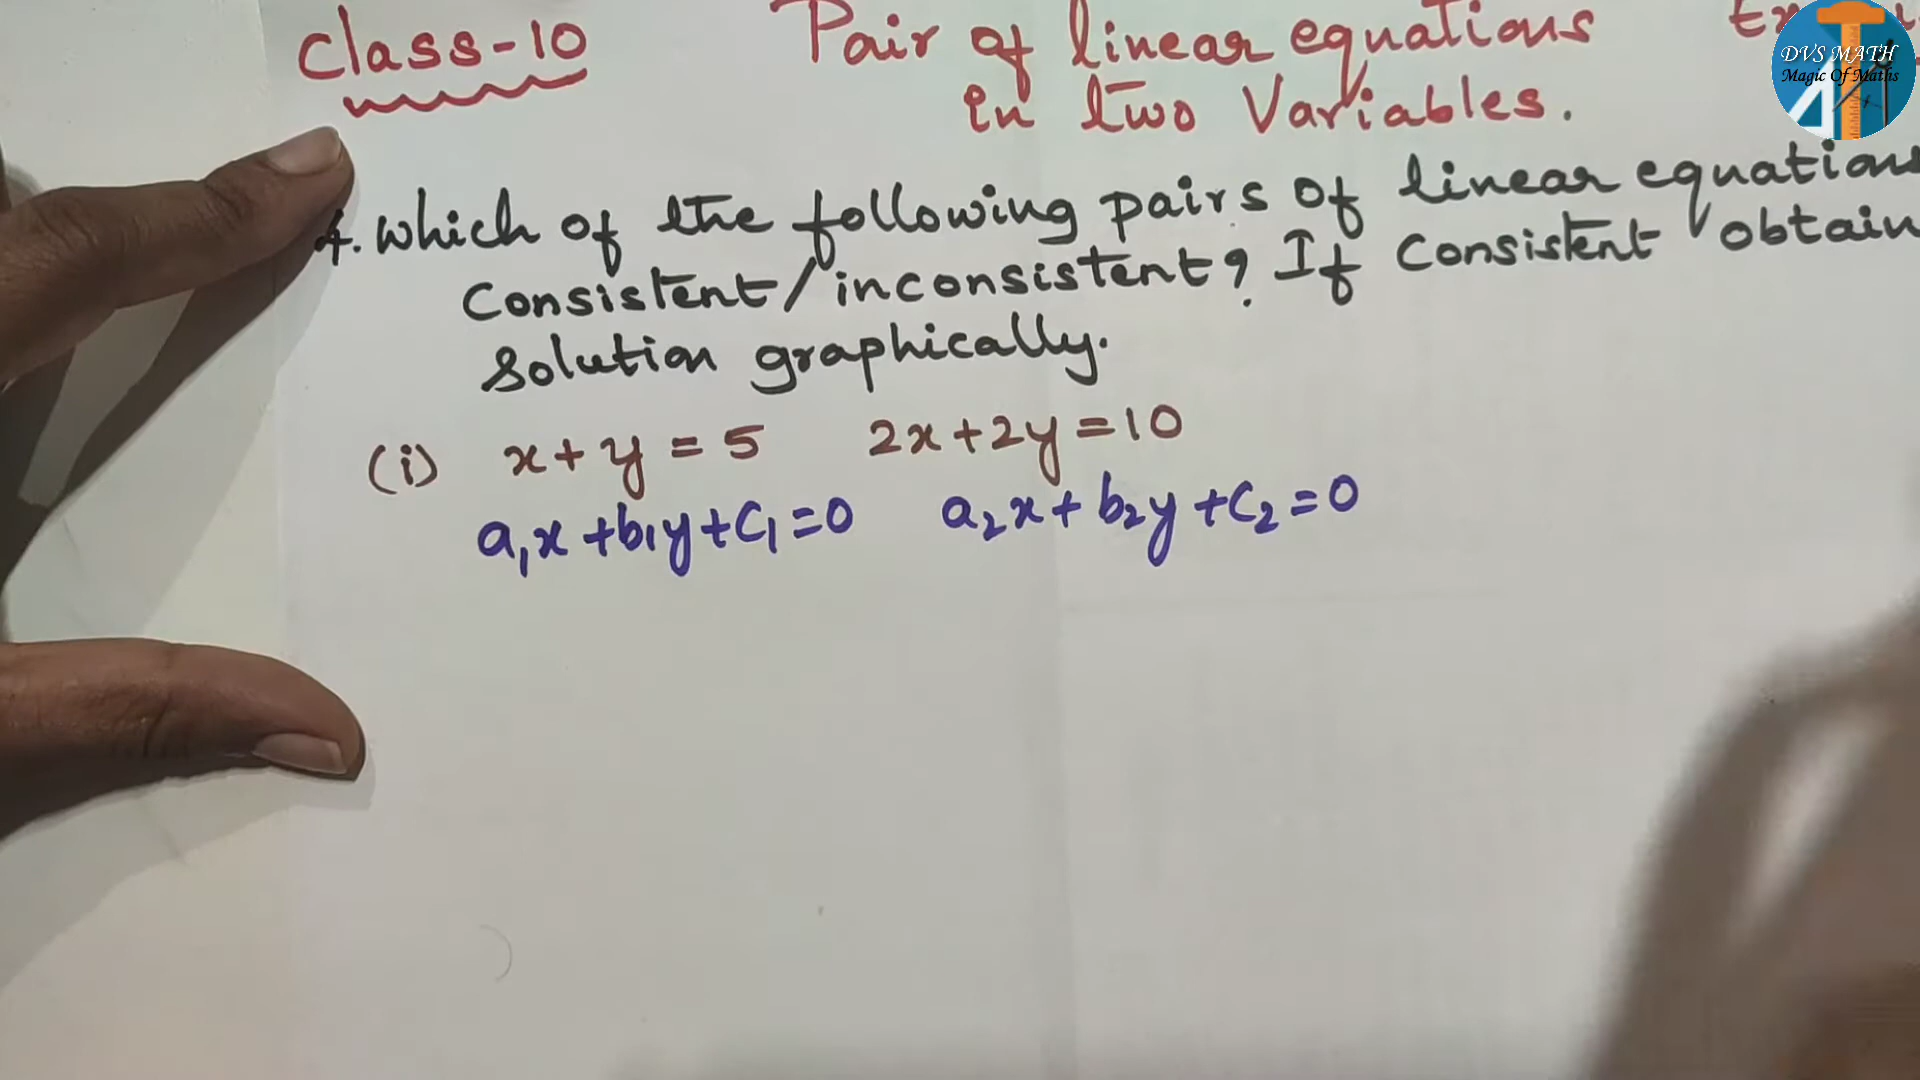 Class-10 Pair of linear equations
in two Variables.
DVS MATH
Magic Of Maths
4. which of the following pairs of linear equations
Consistent/inconsistent? If Consistent obtain
Solution graphically.
(i) x+y=5 2x+2y=10
a₁x+b₁y+C₁=0 a₂x+b₂y+C₂=0